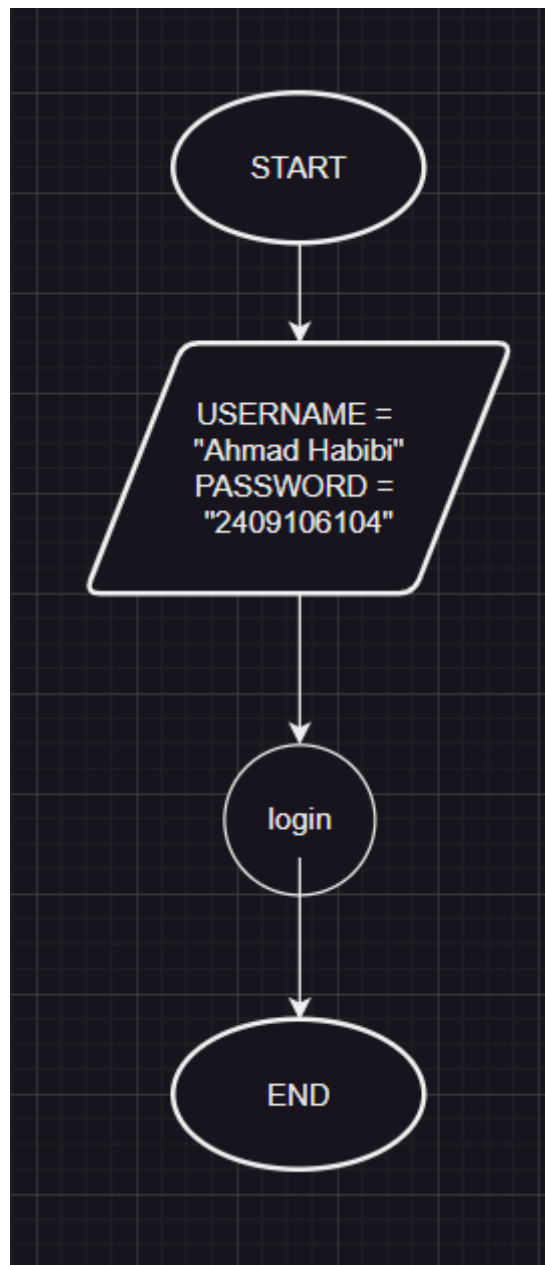 START
USERNAME =
"Ahmad Habibi"
PASSWORD =
"2409106104"
login
END